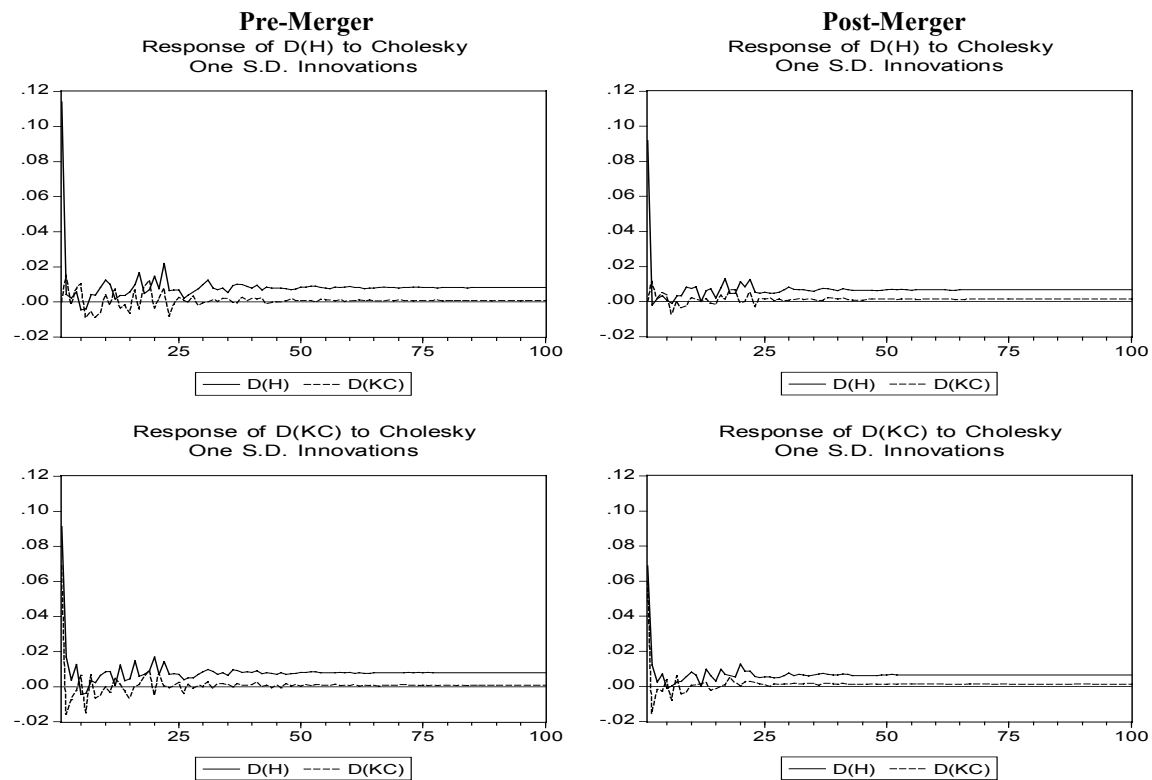 Pre-Merger
Response of D(H) to Cholesky
One S.D. Innovations
.12
.10
.08
.06
.04
.02
.00
-.02
25
50
75
100
D(H)
D(KC)
Post-Merger
Response of D(H) to Cholesky
One S.D. Innovations
.12
.10
.08
.06
.04
.02
.00
-.02
25
50
75
100
D(H)
D(KC)
Response of D(KC) to Cholesky
One S.D. Innovations
.12
.10
.08
.06
.04
.02
.00
-.02
25
50
75
100
D(H)
D(KC)
Response of D(KC) to Cholesky
One S.D. Innovations
.12
.10
.08
.06
.04
.02
.00
-.02
25
50
75
100
D(H)
D(KC)